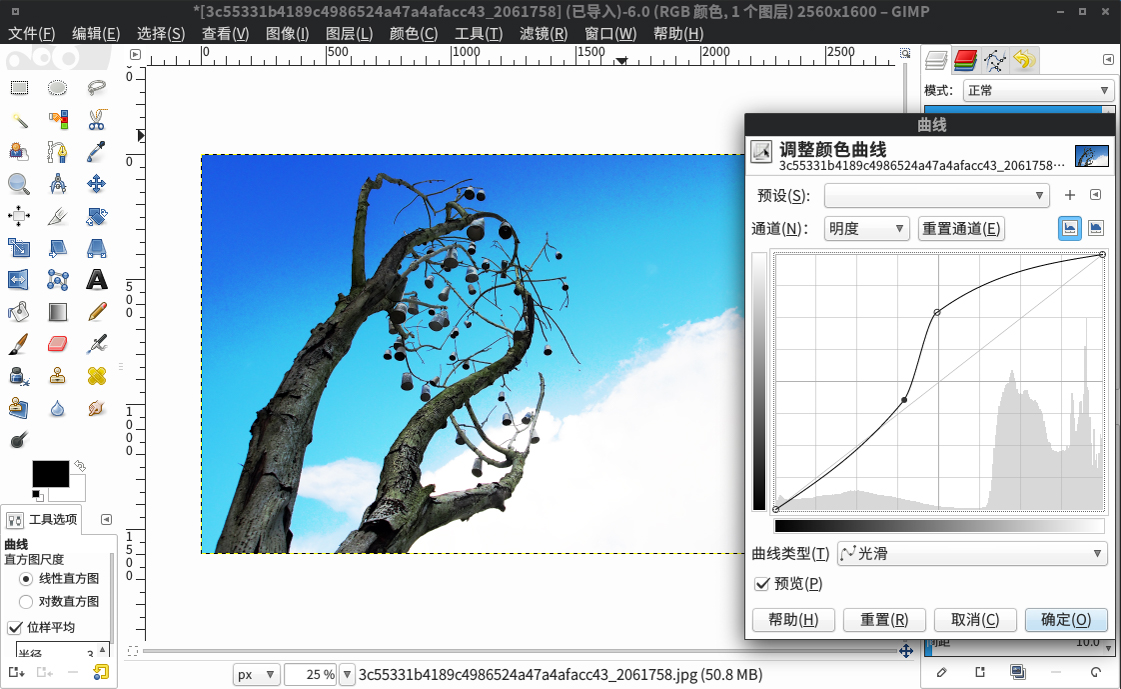 *[3c55331b4189c4986524a47a4afacc43_2061758] (已导入)-6.0 (RGB 颜色, 1 个图层) 2560x1600 – GIMP
文件(F) 编辑(E) 选择(S) 查看(V) 图像(I) 图层(L) 颜色(C) 工具(T) 滤镜(R) 窗口(W) 帮助(H)
0 500 1000 1500 2000 2500
0
0
500
1000
1500
模式: 正常
曲线
调整颜色曲线
3c55331b4189c4986524a47a4afacc43_2061758…
预设(S):
通道(N): 明度 重置通道(E)
曲线类型(T) 光滑
预览(P)
帮助(H) 重置(R) 取消(C) 确定(O)
间距 10.0
工具选项
曲线
直方图尺度
线性直方图
对数直方图
位样平均
半径 3
px 25 % 3c55331b4189c4986524a47a4afacc43_2061758.jpg (50.8 MB)